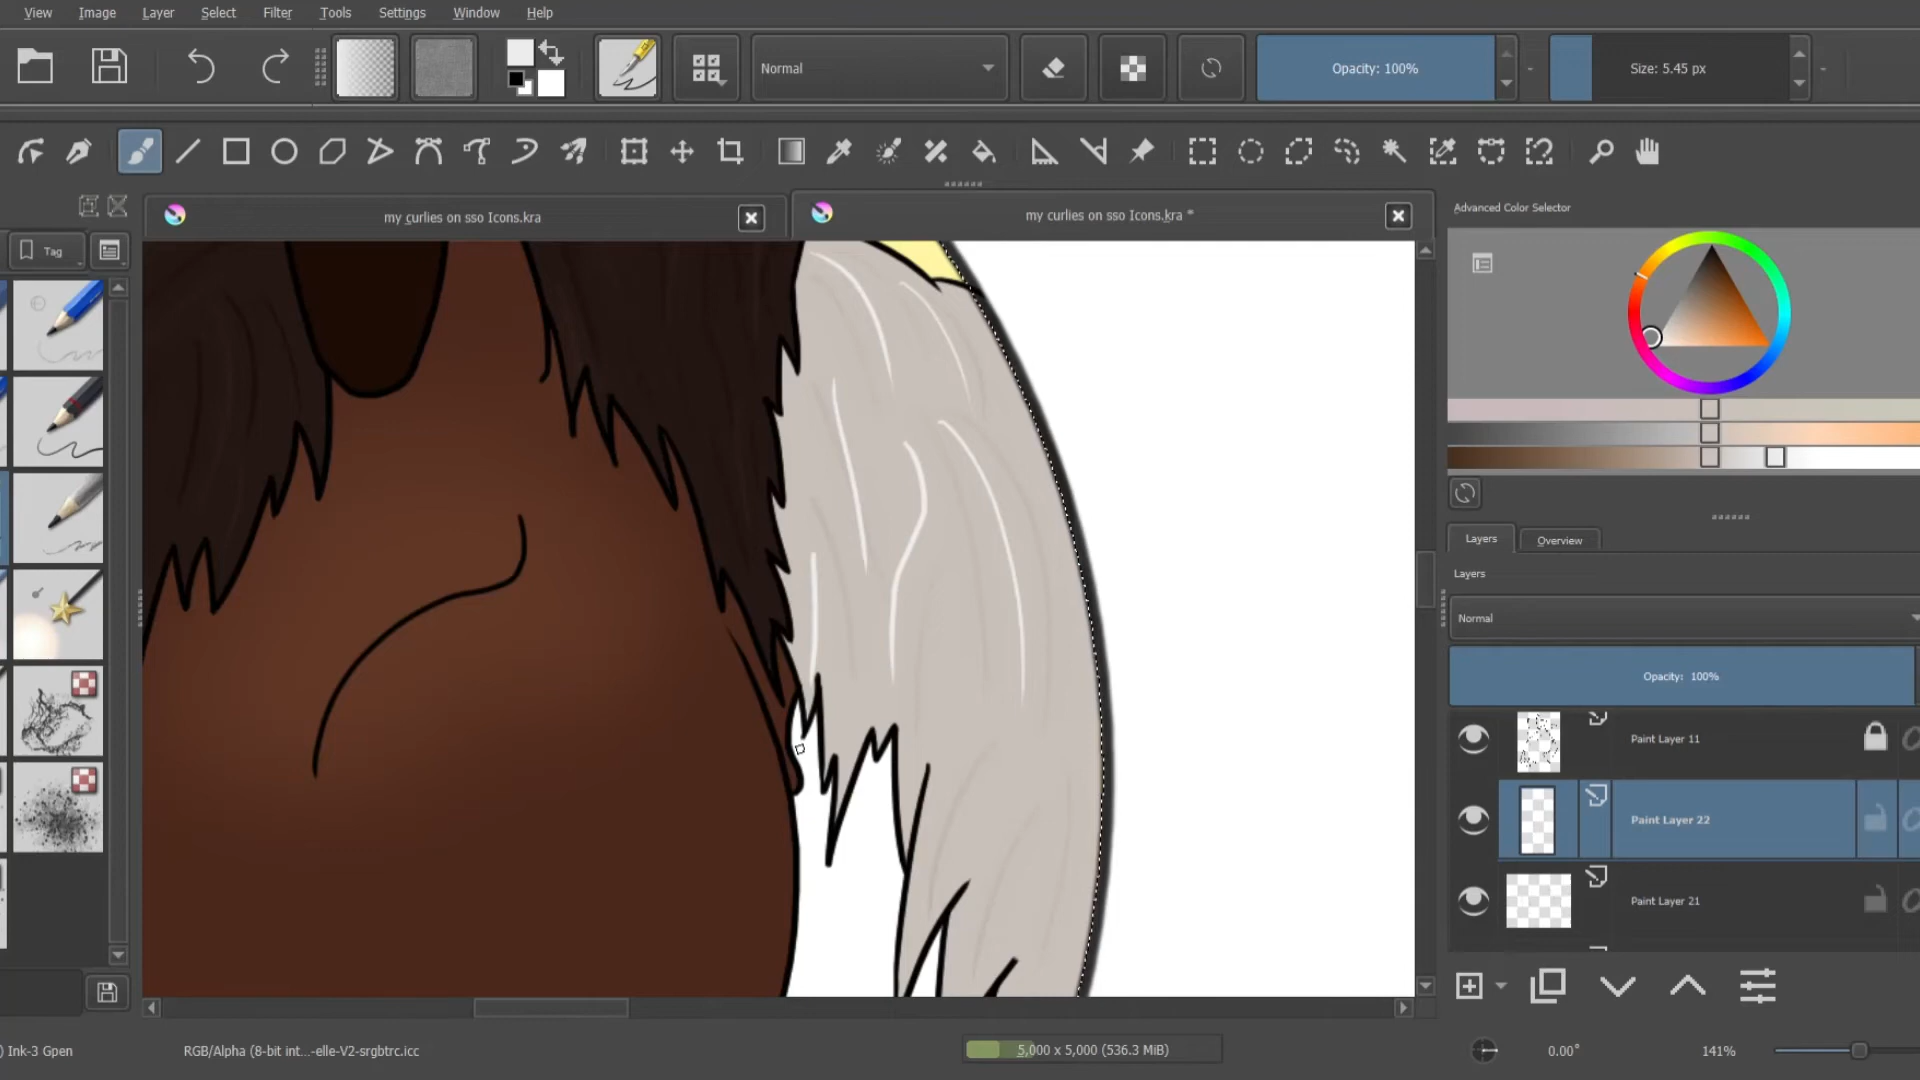 View Image Layer Select Filter Tools Settings Window Help
Normal Opacity: 100% Size: 5.45 px
my curlies on sso Icons.kra
my curlies on sso Icons.kra *
Advanced Color Selector
Tag
Layers Overview
Layers
Normal
Opacity: 100%
Paint Layer 11
Paint Layer 22
Paint Layer 21
) Ink-3 Gpen
RGB/Alpha (8-bit int...-elle-V2-srgbtrc.icc
5,000 x 5,000 (536.3 MiB)
0.00°
141%